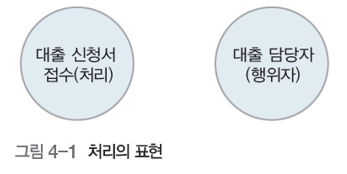 대출 신청서
접수(처리)
대출 담당자
(행위자)
그림 4-1 처리의 표현